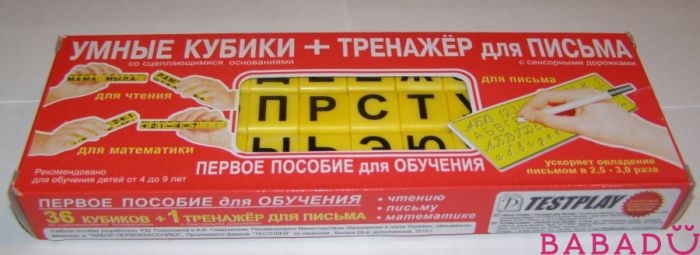 УМНЫЕ КУБИКИ + ТРЕНАЖЁР для ПИСЬМА
со сцепляющимися основаниями
с сенсорными дорожками
МАМА МЫЛА
РАМ
для чтения
для математики
Рекомендовано
для обучения детей от 4 до 9 лет
П Р С Т У
Ь Э Ю
для письма
ускоряет овладение
письмом в 2,5 - 3,0 раза
ПЕРВОЕ ПОСОБИЕ для ОБУЧЕНИЯ
ПЕРВОЕ ПОСОБИЕ для ОБУЧЕНИЯ
36 КУБИКОВ + 1 ТРЕНАЖЁР ДЛЯ ПИСЬМА
• чтению
• письму
• математике
TESTPLAY
BABADU